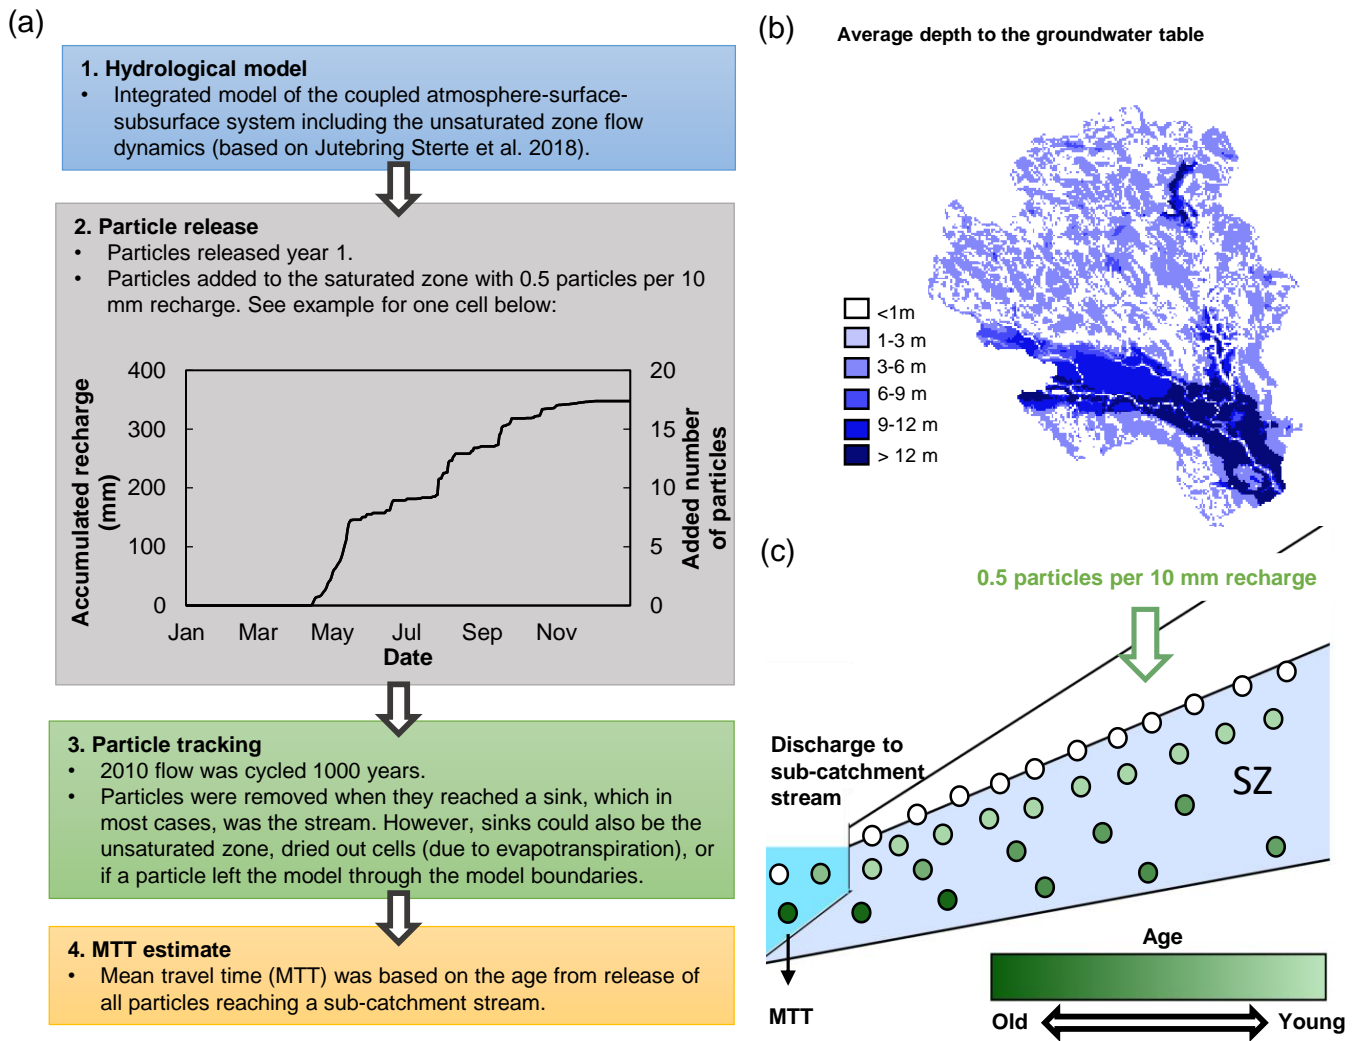 (a)
1. Hydrological model
• Integrated model of the coupled atmosphere-surface-
subsurface system including the unsaturated zone flow
dynamics (based on Jutebring Sterte et al. 2018).
2. Particle release
• Particles released year 1.
• Particles added to the saturated zone with 0.5 particles per 10
mm recharge. See example for one cell below:
Accumulated recharge
(mm)
400
300
200
100
0
20
15
10
5
0
Added number
of particles
Jan Mar May Jul Sep Nov
Date
3. Particle tracking
• 2010 flow was cycled 1000 years.
• Particles were removed when they reached a sink, which in
most cases, was the stream. However, sinks could also be the
unsaturated zone, dried out cells (due to evapotranspiration), or
if a particle left the model through the model boundaries.
4. MTT estimate
• Mean travel time (MTT) was based on the age from release of
all particles reaching a sub-catchment stream.
(b)
Average depth to the groundwater table
<1m
1-3 m
3-6 m
6-9 m
9-12 m
> 12 m
(c)
0.5 particles per 10 mm recharge
Discharge to
sub-catchment
stream
SZ
MTT
Age
Old Young